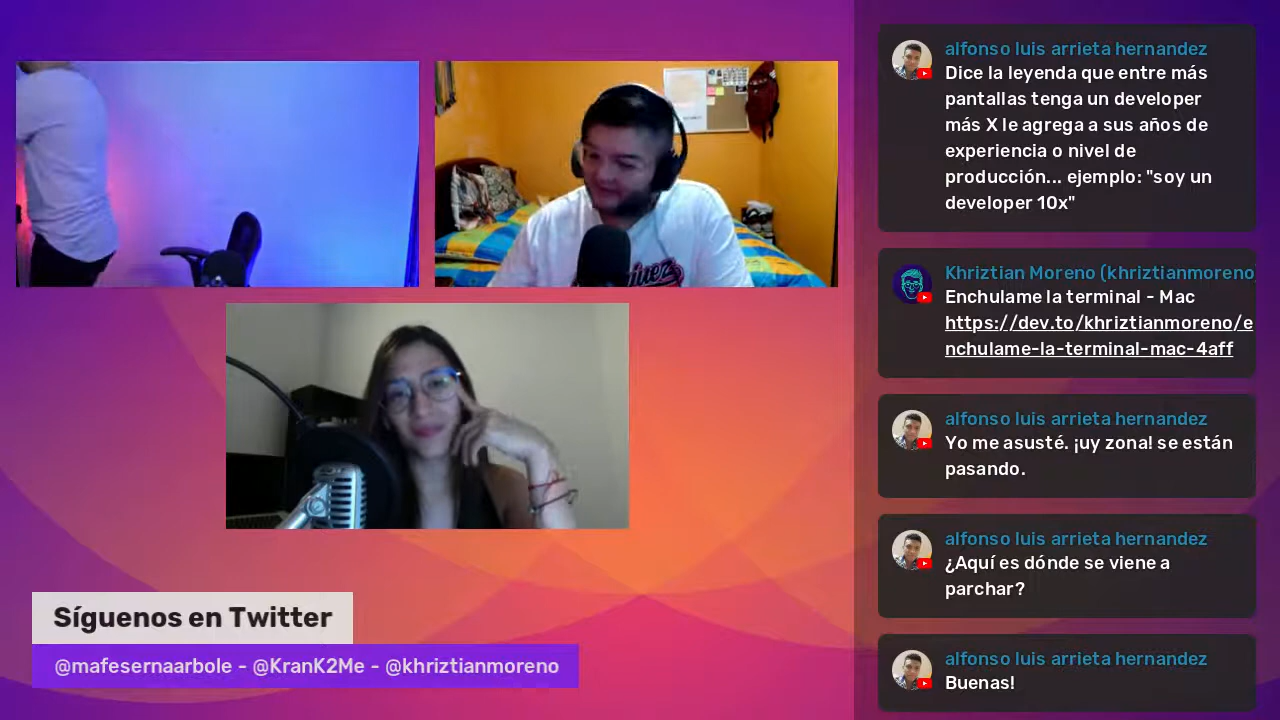 alfonso luis arrieta hernandez
Dice la leyenda que entre más
pantallas tenga un developer
más X le agrega a sus años de
experiencia o nivel de
producción... ejemplo: "soy un
developer 10x"
Khriztian Moreno (khriztianmoreno)
Enchulame la terminal - Mac
https://dev.to/khriztianmoreno/e
nchulame-la-terminal-mac-4aff
alfonso luis arrieta hernandez
Yo me asusté. ¡uy zona! se están
pasando.
alfonso luis arrieta hernandez
¿Aquí es dónde se viene a
parchar?
alfonso luis arrieta hernandez
Buenas!
Síguenos en Twitter
@mafesernaarbole - @KranK2Me - @khriztianmoreno